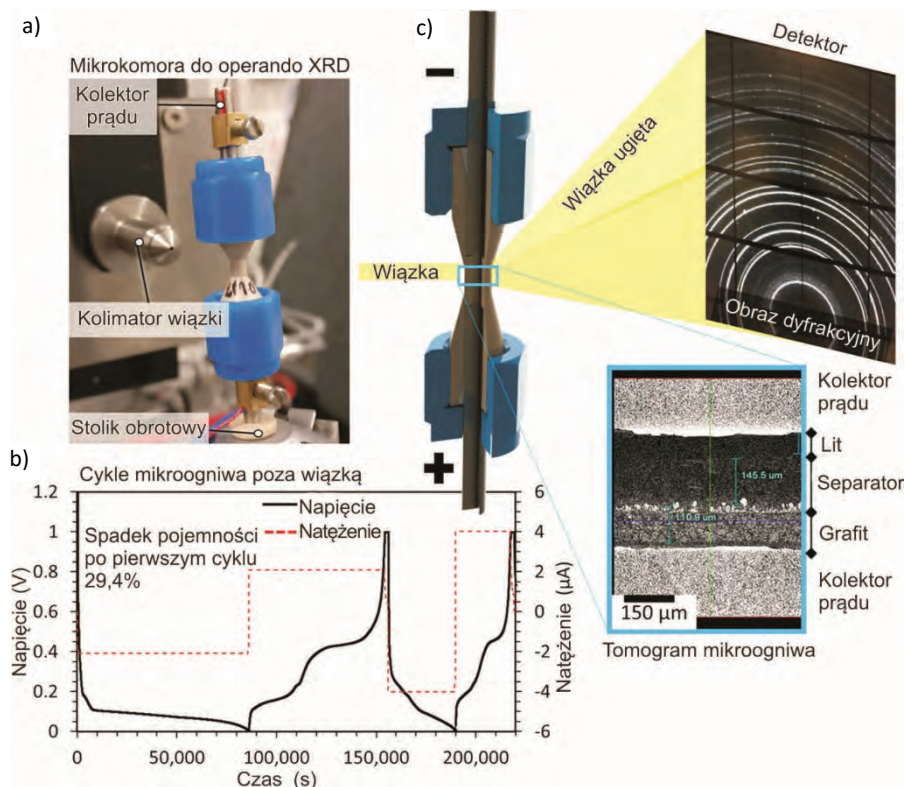 a)
Mikrokomora do operando XRD
Kolektor
prądu
Kolimator wiązki
Stolik obrotowy
c)
−
+
Wiązka
Wiązka ugięta
Detektor
Obraz dyfrakcyjny
Kolektor
prądu
Lit
Separator
Grafit
Kolektor
prądu
145.5 um
110.9 um
150 µm
Tomogram mikroogniwa
b)
Cykle mikroogniwa poza wiązką
Napięcie
Natężenie
Spadek pojemności
po pierwszym cyklu
29,4%
Napięcie (V)
1.2
1
0.8
0.6
0.4
0.2
0
Natężenie (µA)
6
4
2
0
-2
-4
-6
0
50,000
100,000
150,000
200,000
Czas (s)